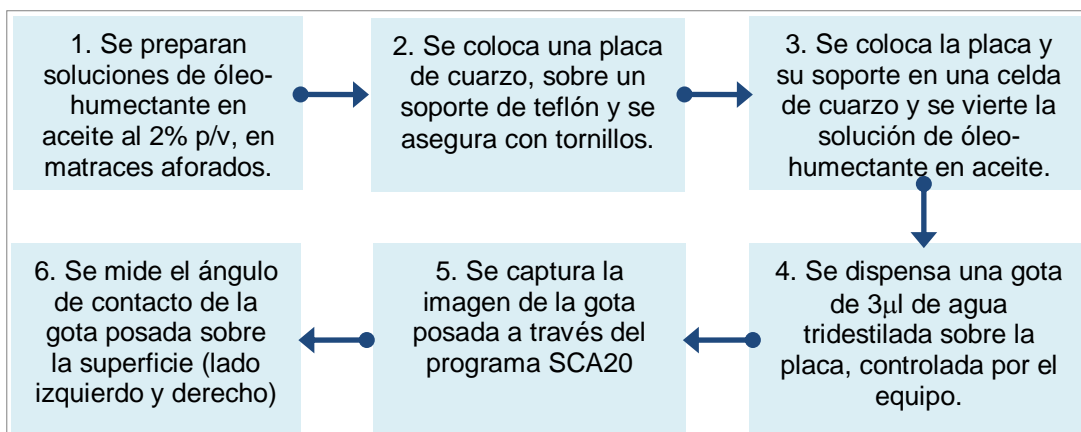 1. Se preparan
soluciones de óleo-
humectante en
aceite al 2% p/v, en
matraces aforados.
2. Se coloca una placa
de cuarzo, sobre un
soporte de teflón y se
asegura con tornillos.
3. Se coloca la placa y
su soporte en una celda
de cuarzo y se vierte la
solución de óleo-
humectante en aceite.
4. Se dispensa una gota
de 3µl de agua
tridestilada sobre la
placa, controlada por el
equipo.
5. Se captura la
imagen de la gota
posada a través del
programa SCA20
6. Se mide el ángulo
de contacto de la
gota posada sobre
la superficie (lado
izquierdo y derecho)